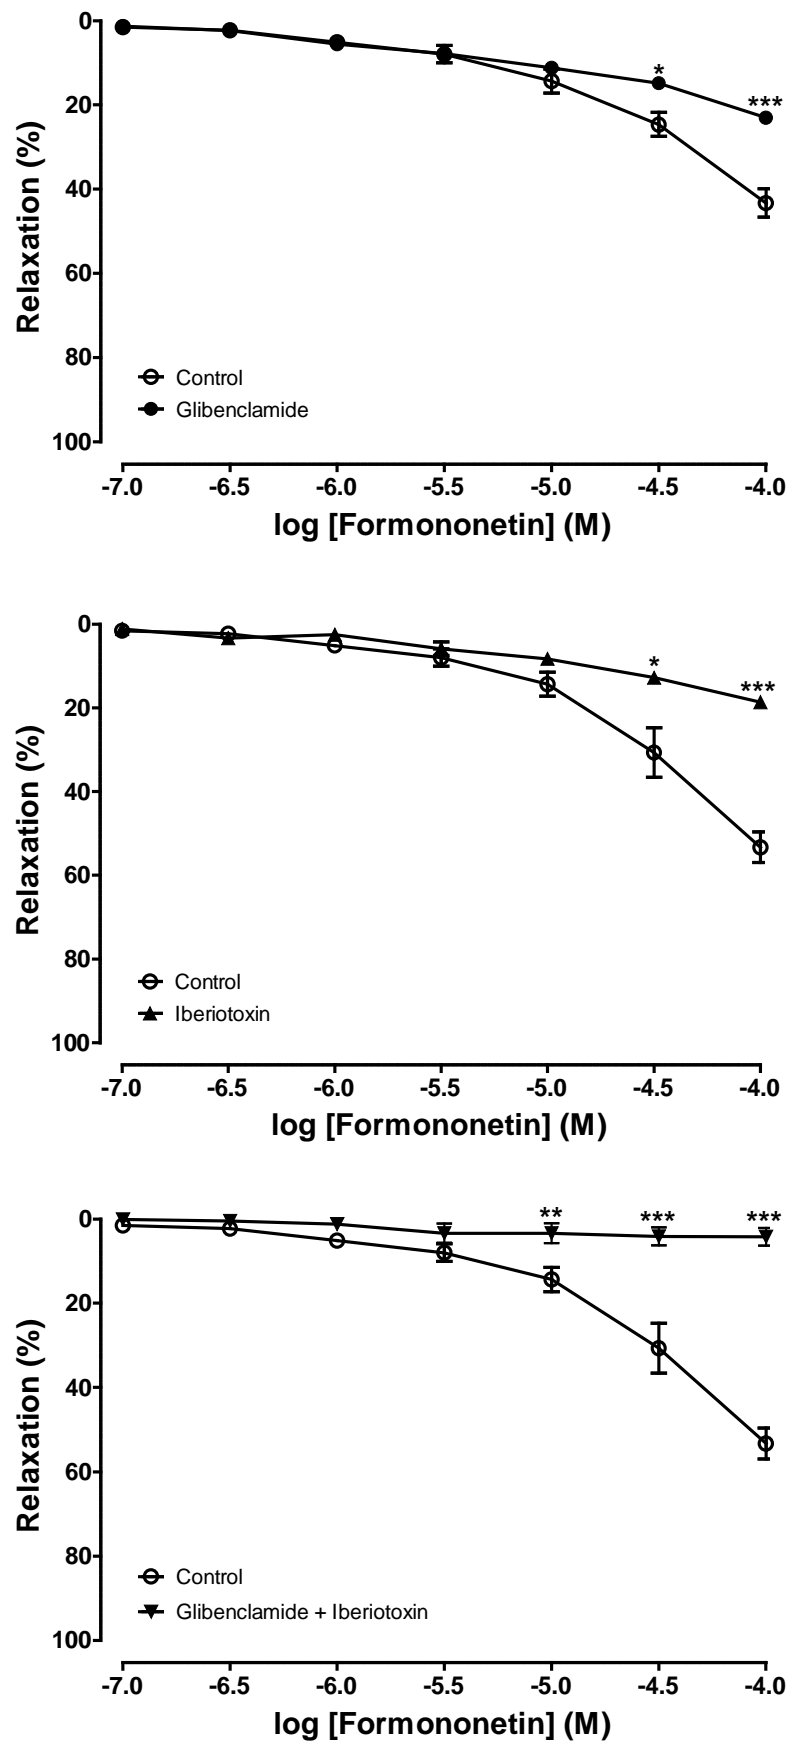 0
20
40
60
80
100
Relaxation (%)
*
***
Control
Glibenclamide
-7.0 -6.5 -6.0 -5.5 -5.0 -4.5 -4.0
log [Formononetin] (M)
0
20
40
60
80
100
Relaxation (%)
*
***
Control
Iberiotoxin
-7.0 -6.5 -6.0 -5.5 -5.0 -4.5 -4.0
log [Formononetin] (M)
0
20
40
60
80
100
Relaxation (%)
** *** ***
Control
Glibenclamide + Iberiotoxin
-7.0 -6.5 -6.0 -5.5 -5.0 -4.5 -4.0
log [Formononetin] (M)